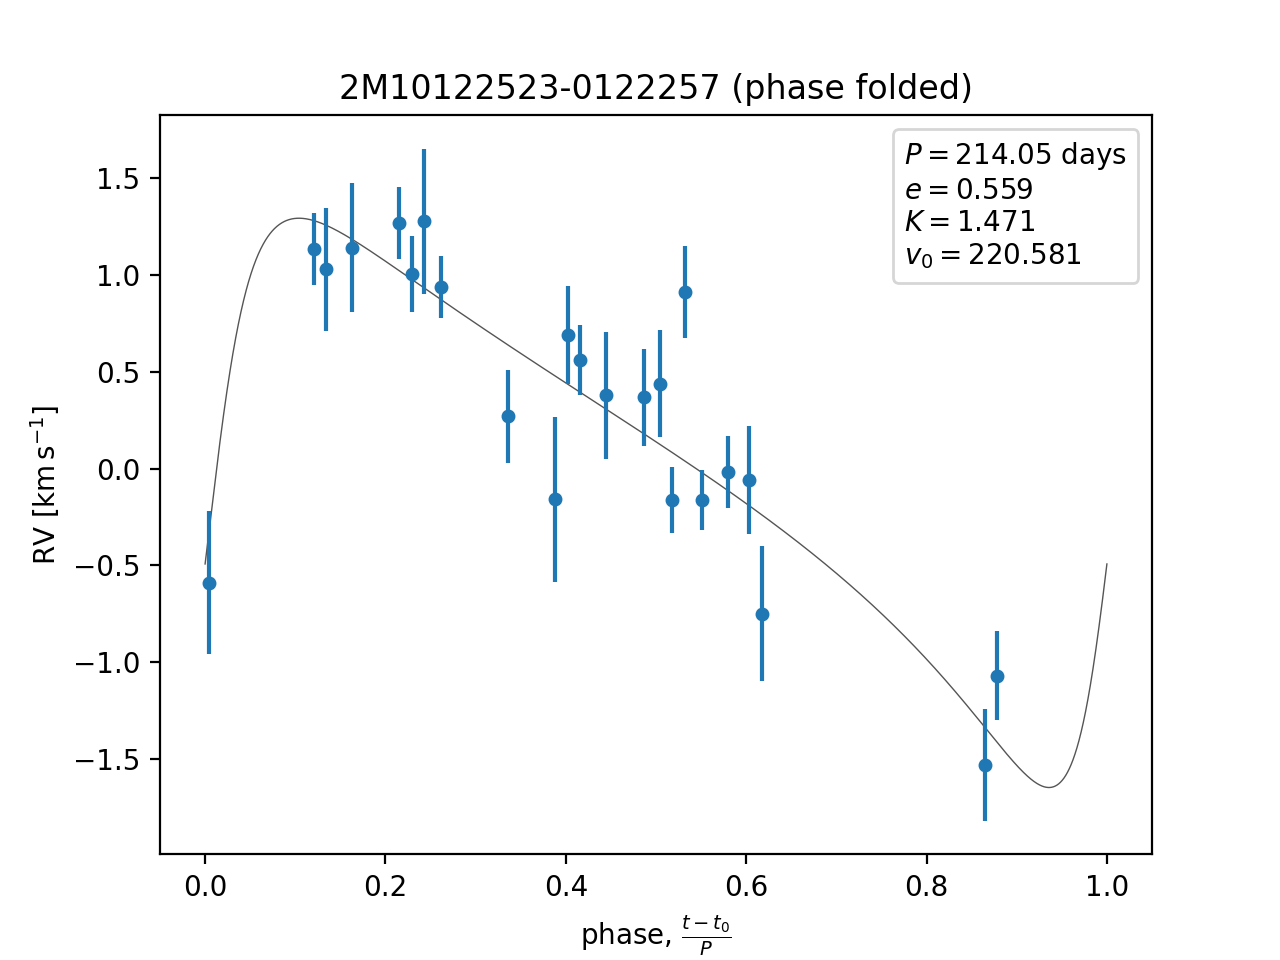 2M10122523-0122257 (phase folded)
P = 214.05 days
e = 0.559
K = 1.471
v₀ = 220.581
RV [km s⁻¹]
1.5
1.0
0.5
0.0
−0.5
−1.0
−1.5
0.0 0.2 0.4 0.6 0.8 1.0
phase, (t − t₀)/P